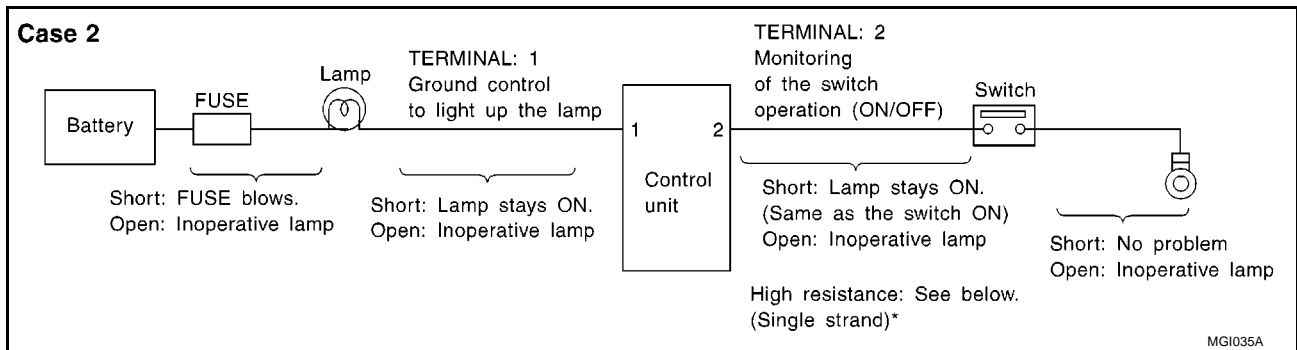 Case 2
Battery
FUSE
Lamp
TERMINAL: 1
Ground control
to light up the lamp
1
2
Control
unit
TERMINAL: 2
Monitoring
of the switch
operation (ON/OFF)
Switch
Short: FUSE blows.
Open: Inoperative lamp
Short: Lamp stays ON.
Open: Inoperative lamp
Short: Lamp stays ON.
(Same as the switch ON)
Open: Inoperative lamp
High resistance: See below.
(Single strand)*
Short: No problem
Open: Inoperative lamp
MGI035A